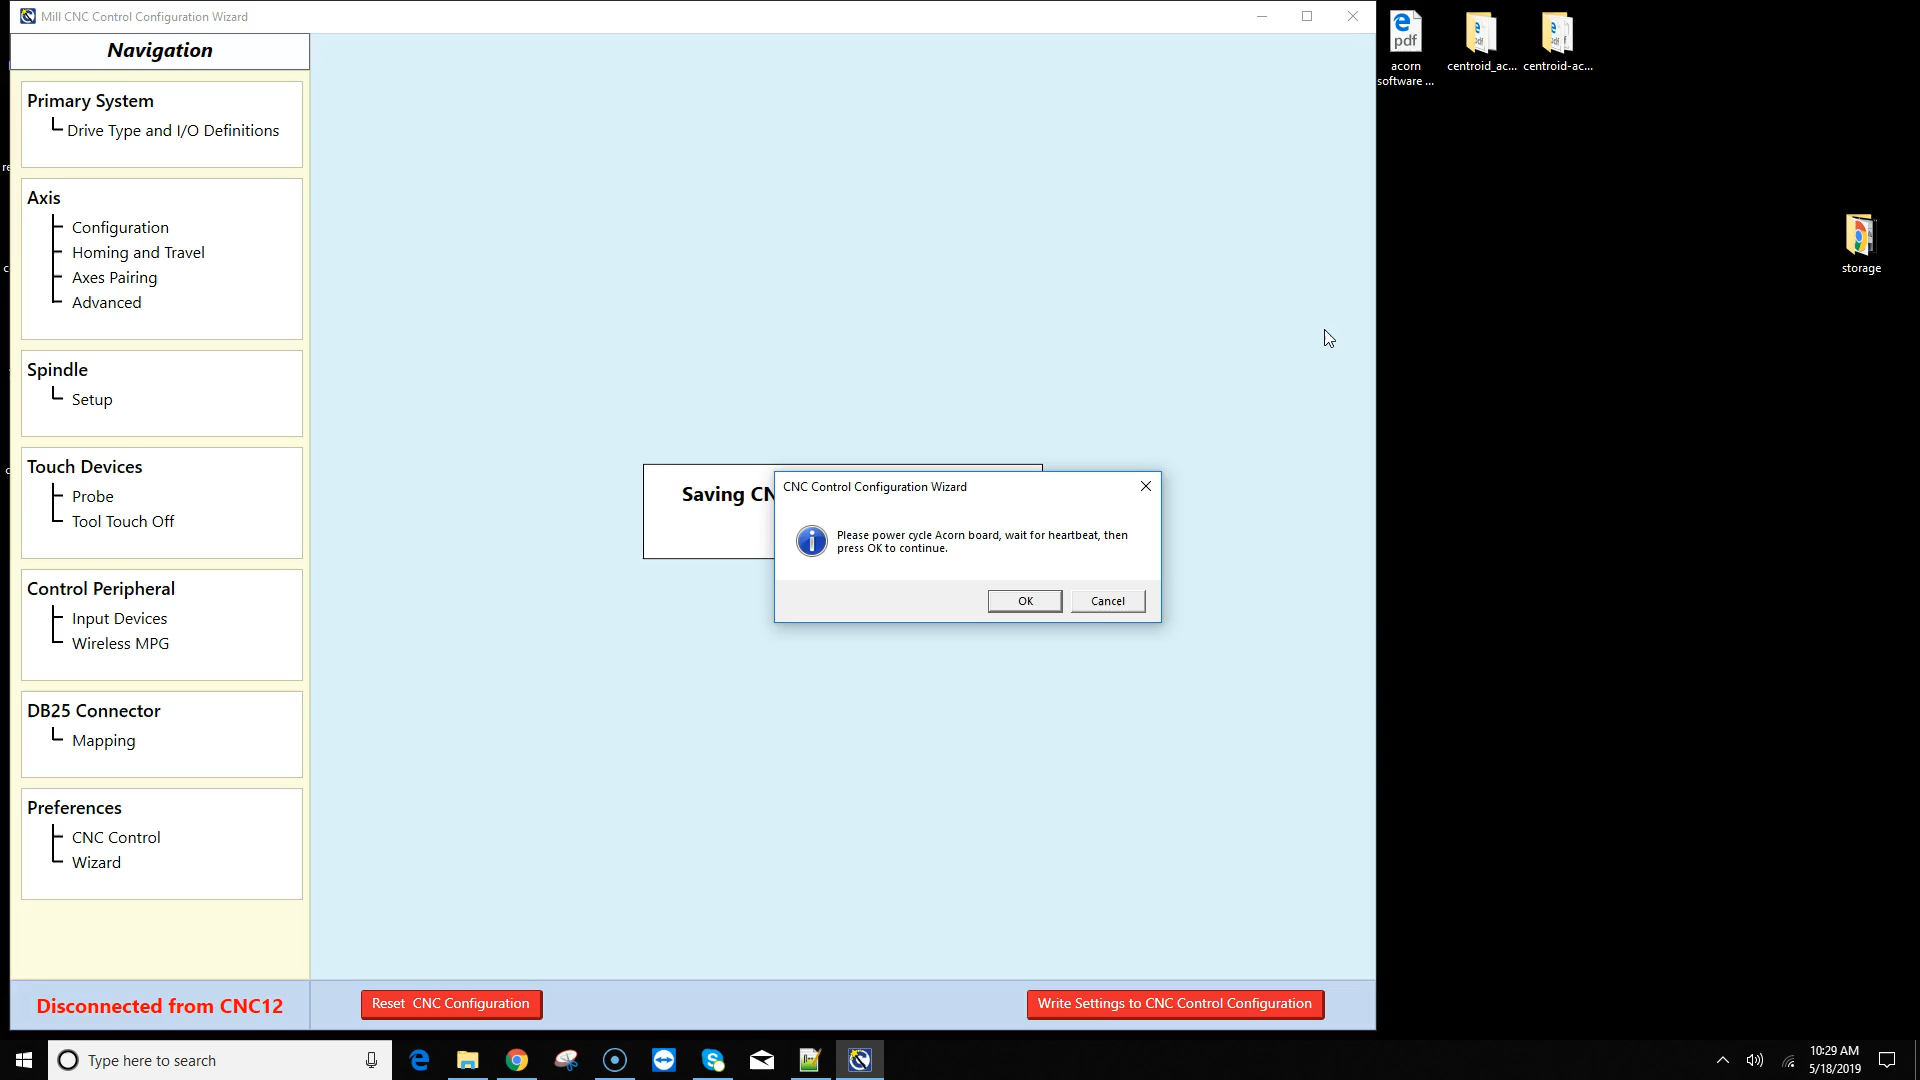 Mill CNC Control Configuration Wizard
Navigation
Primary System
Drive Type and I/O Definitions
Axis
Configuration
Homing and Travel
Axes Pairing
Advanced
Spindle
Setup
Touch Devices
Probe
Tool Touch Off
Control Peripheral
Input Devices
Wireless MPG
DB25 Connector
Mapping
Preferences
CNC Control
Wizard
Disconnected from CNC12
Reset CNC Configuration
Write Settings to CNC Control Configuration
Saving
CNC Control Configuration Wizard
Please power cycle Acorn board, wait for heartbeat, then
press OK to continue.
OK
Cancel
pdf
acorn
software ...
centroid_ac...
centroid-ac...
storage
Type here to search
10:29 AM
5/18/2019